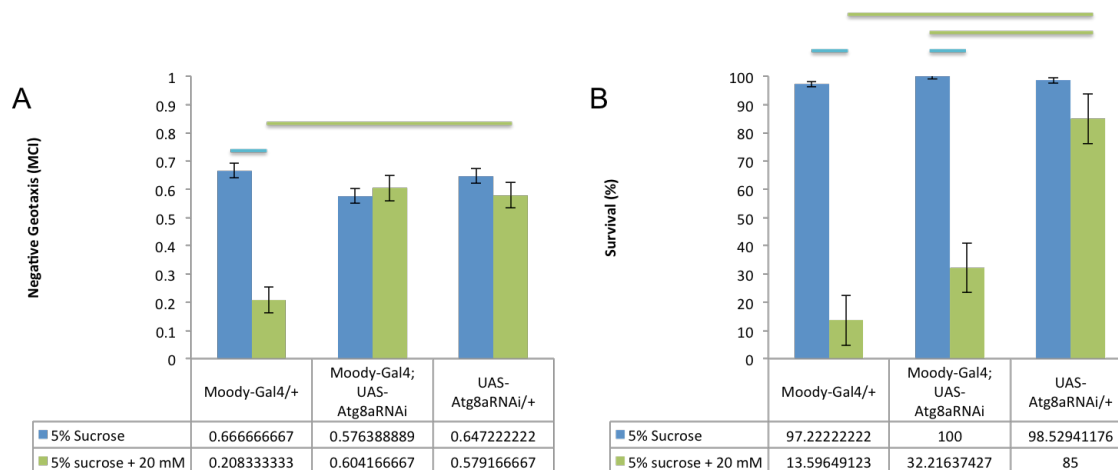 A
Negative Geotaxis (MCI)
1
0.9
0.8
0.7
0.6
0.5
0.4
0.3
0.2
0.1
0
Moody-Gal4/+
Moody-Gal4;
UAS-
Atg8aRNAi
UAS-
Atg8aRNAi/+
5% Sucrose 0.666666667 0.576388889 0.647222222
5% sucrose + 20 mM 0.208333333 0.604166667 0.579166667
B
Survival (%)
100
90
80
70
60
50
40
30
20
10
0
Moody-Gal4/+
Moody-Gal4;
UAS-
Atg8aRNAi
UAS-
Atg8aRNAi/+
5% Sucrose 97.22222222 100 98.52941176
5% sucrose + 20 mM 13.59649123 32.21637427 85